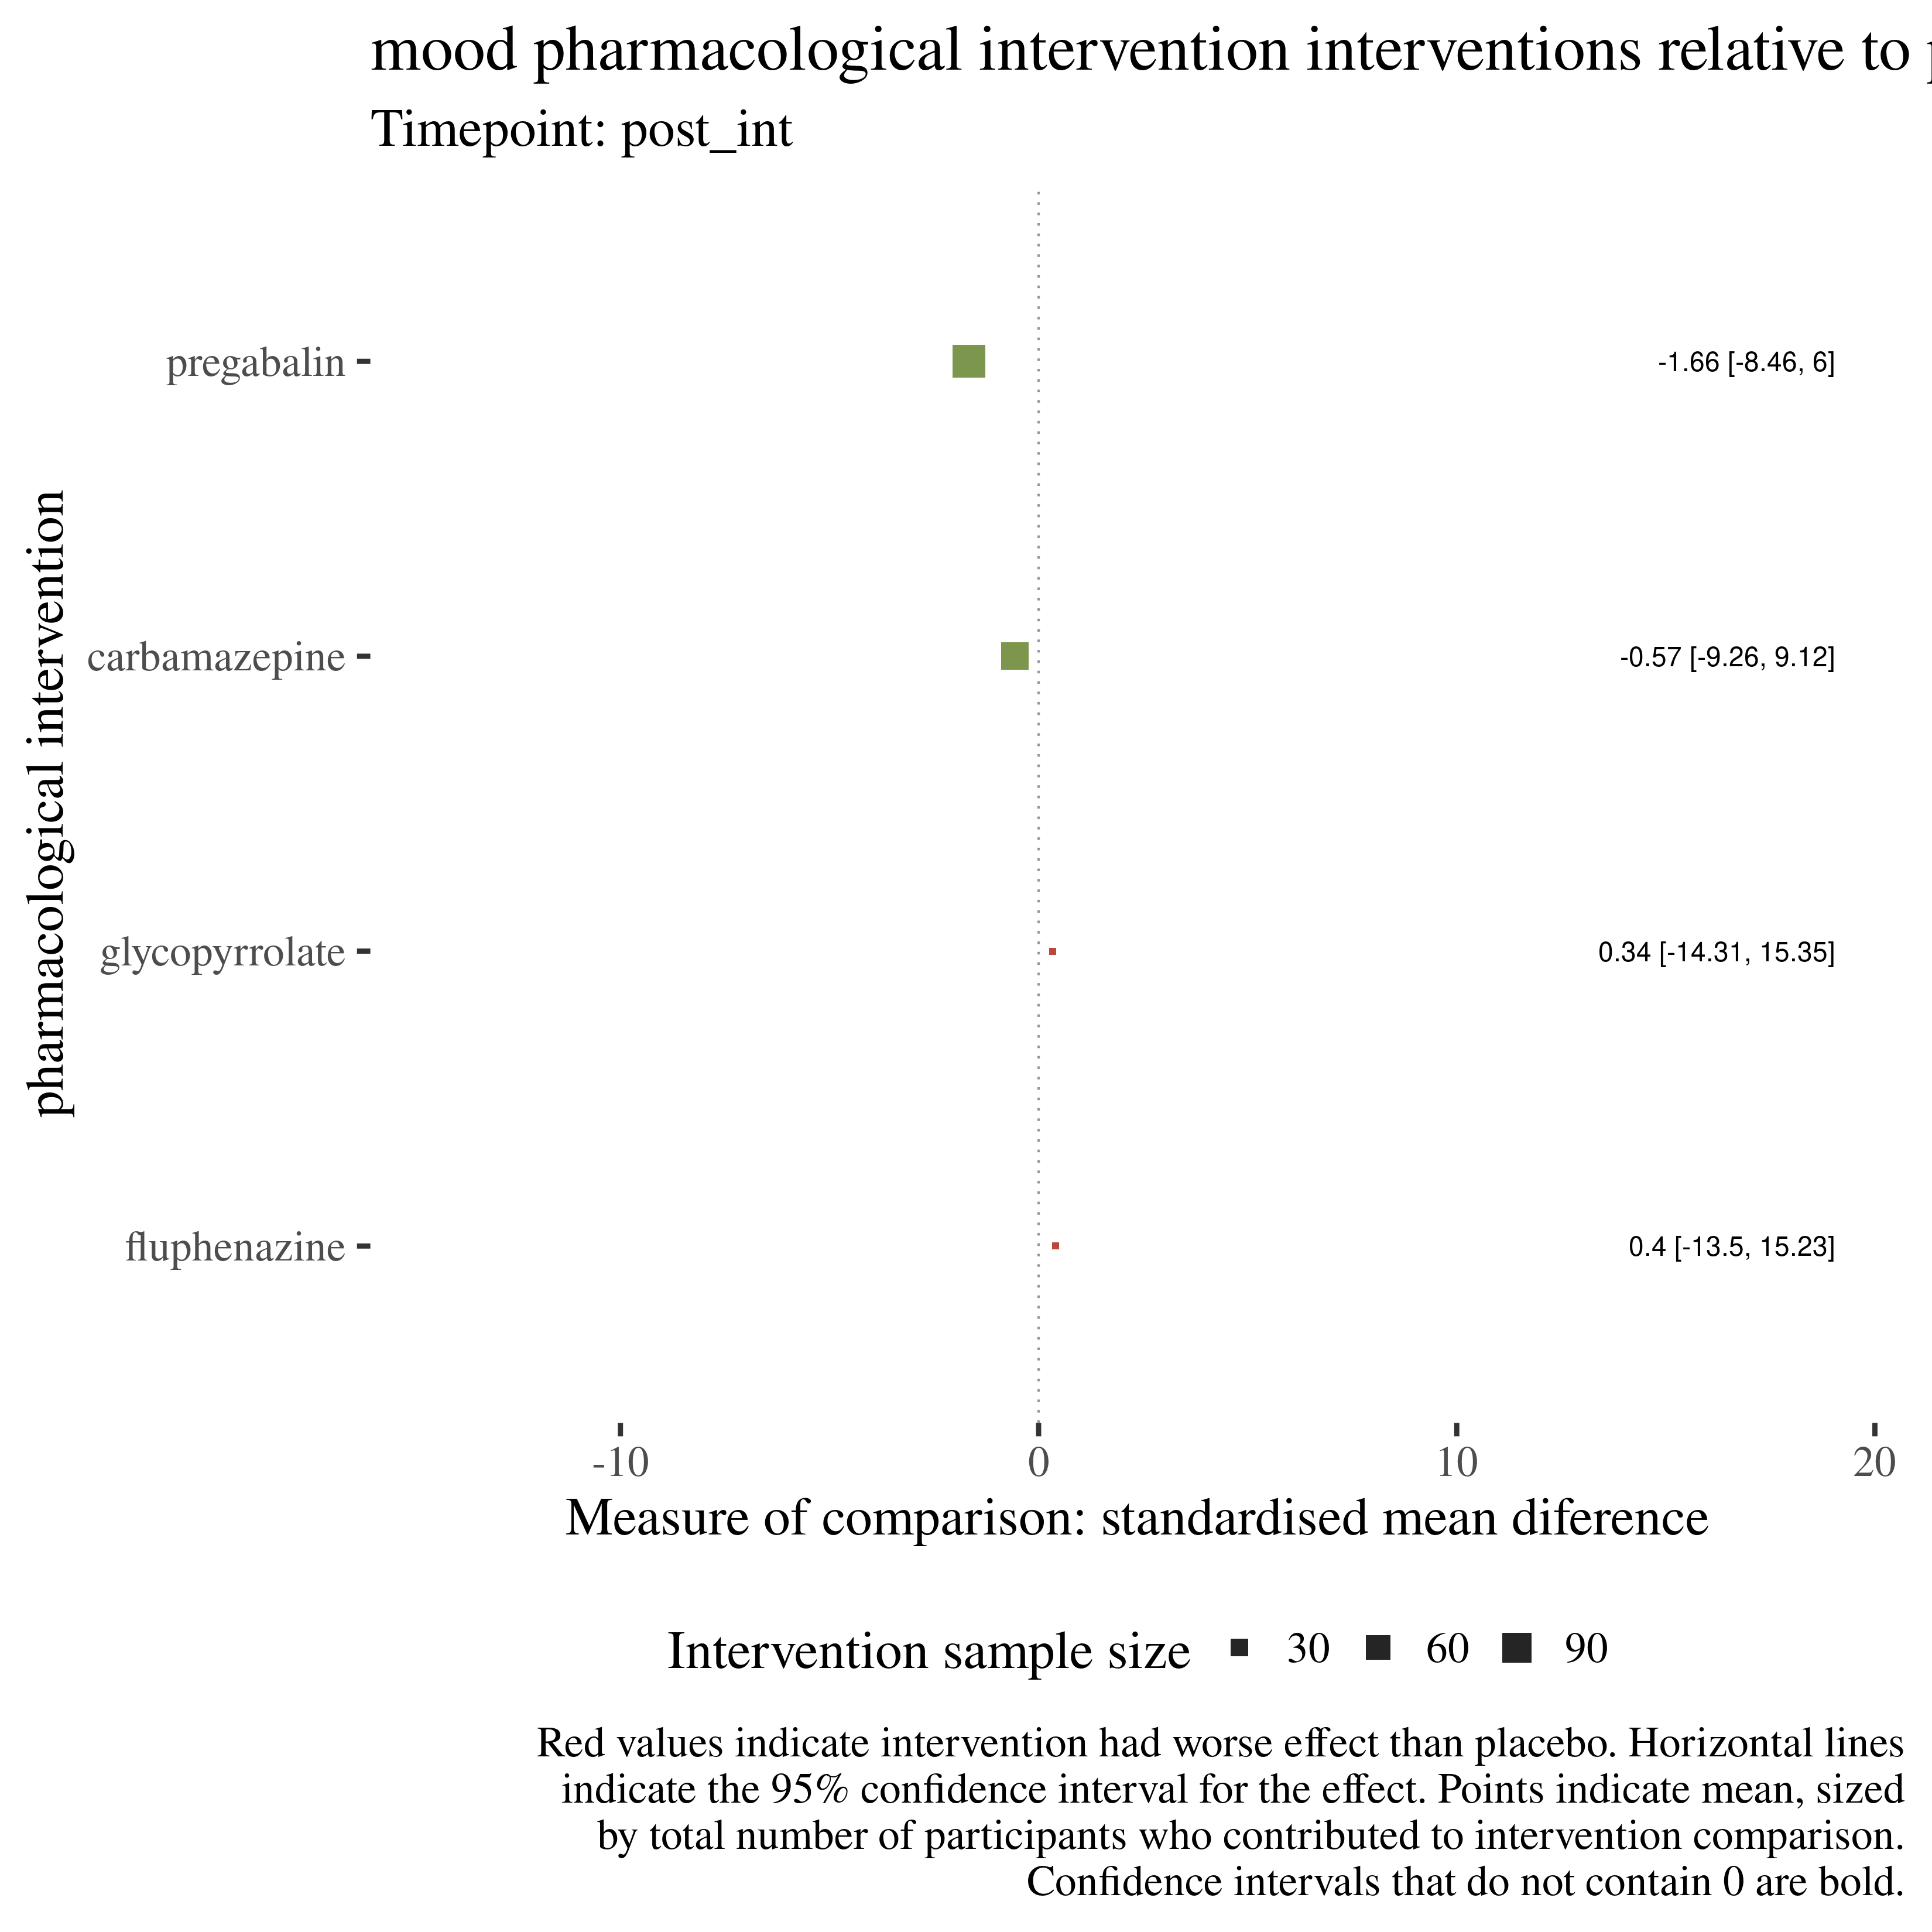 mood pharmacological intervention interventions relative to
Timepoint: post_int
pharmacological intervention
pregabalin
-1.66 [-8.46, 6]
carbamazepine
-0.57 [-9.26, 9.12]
glycopyrrolate
0.34 [-14.31, 15.35]
fluphenazine
0.4 [-13.5, 15.23]
-10 0 10 20
Measure of comparison: standardised mean diference
Intervention sample size 30 60 90
Red values indicate intervention had worse effect than placebo. Horizontal lines
indicate the 95% confidence interval for the effect. Points indicate mean, sized
by total number of participants who contributed to intervention comparison.
Confidence intervals that do not contain 0 are bold.